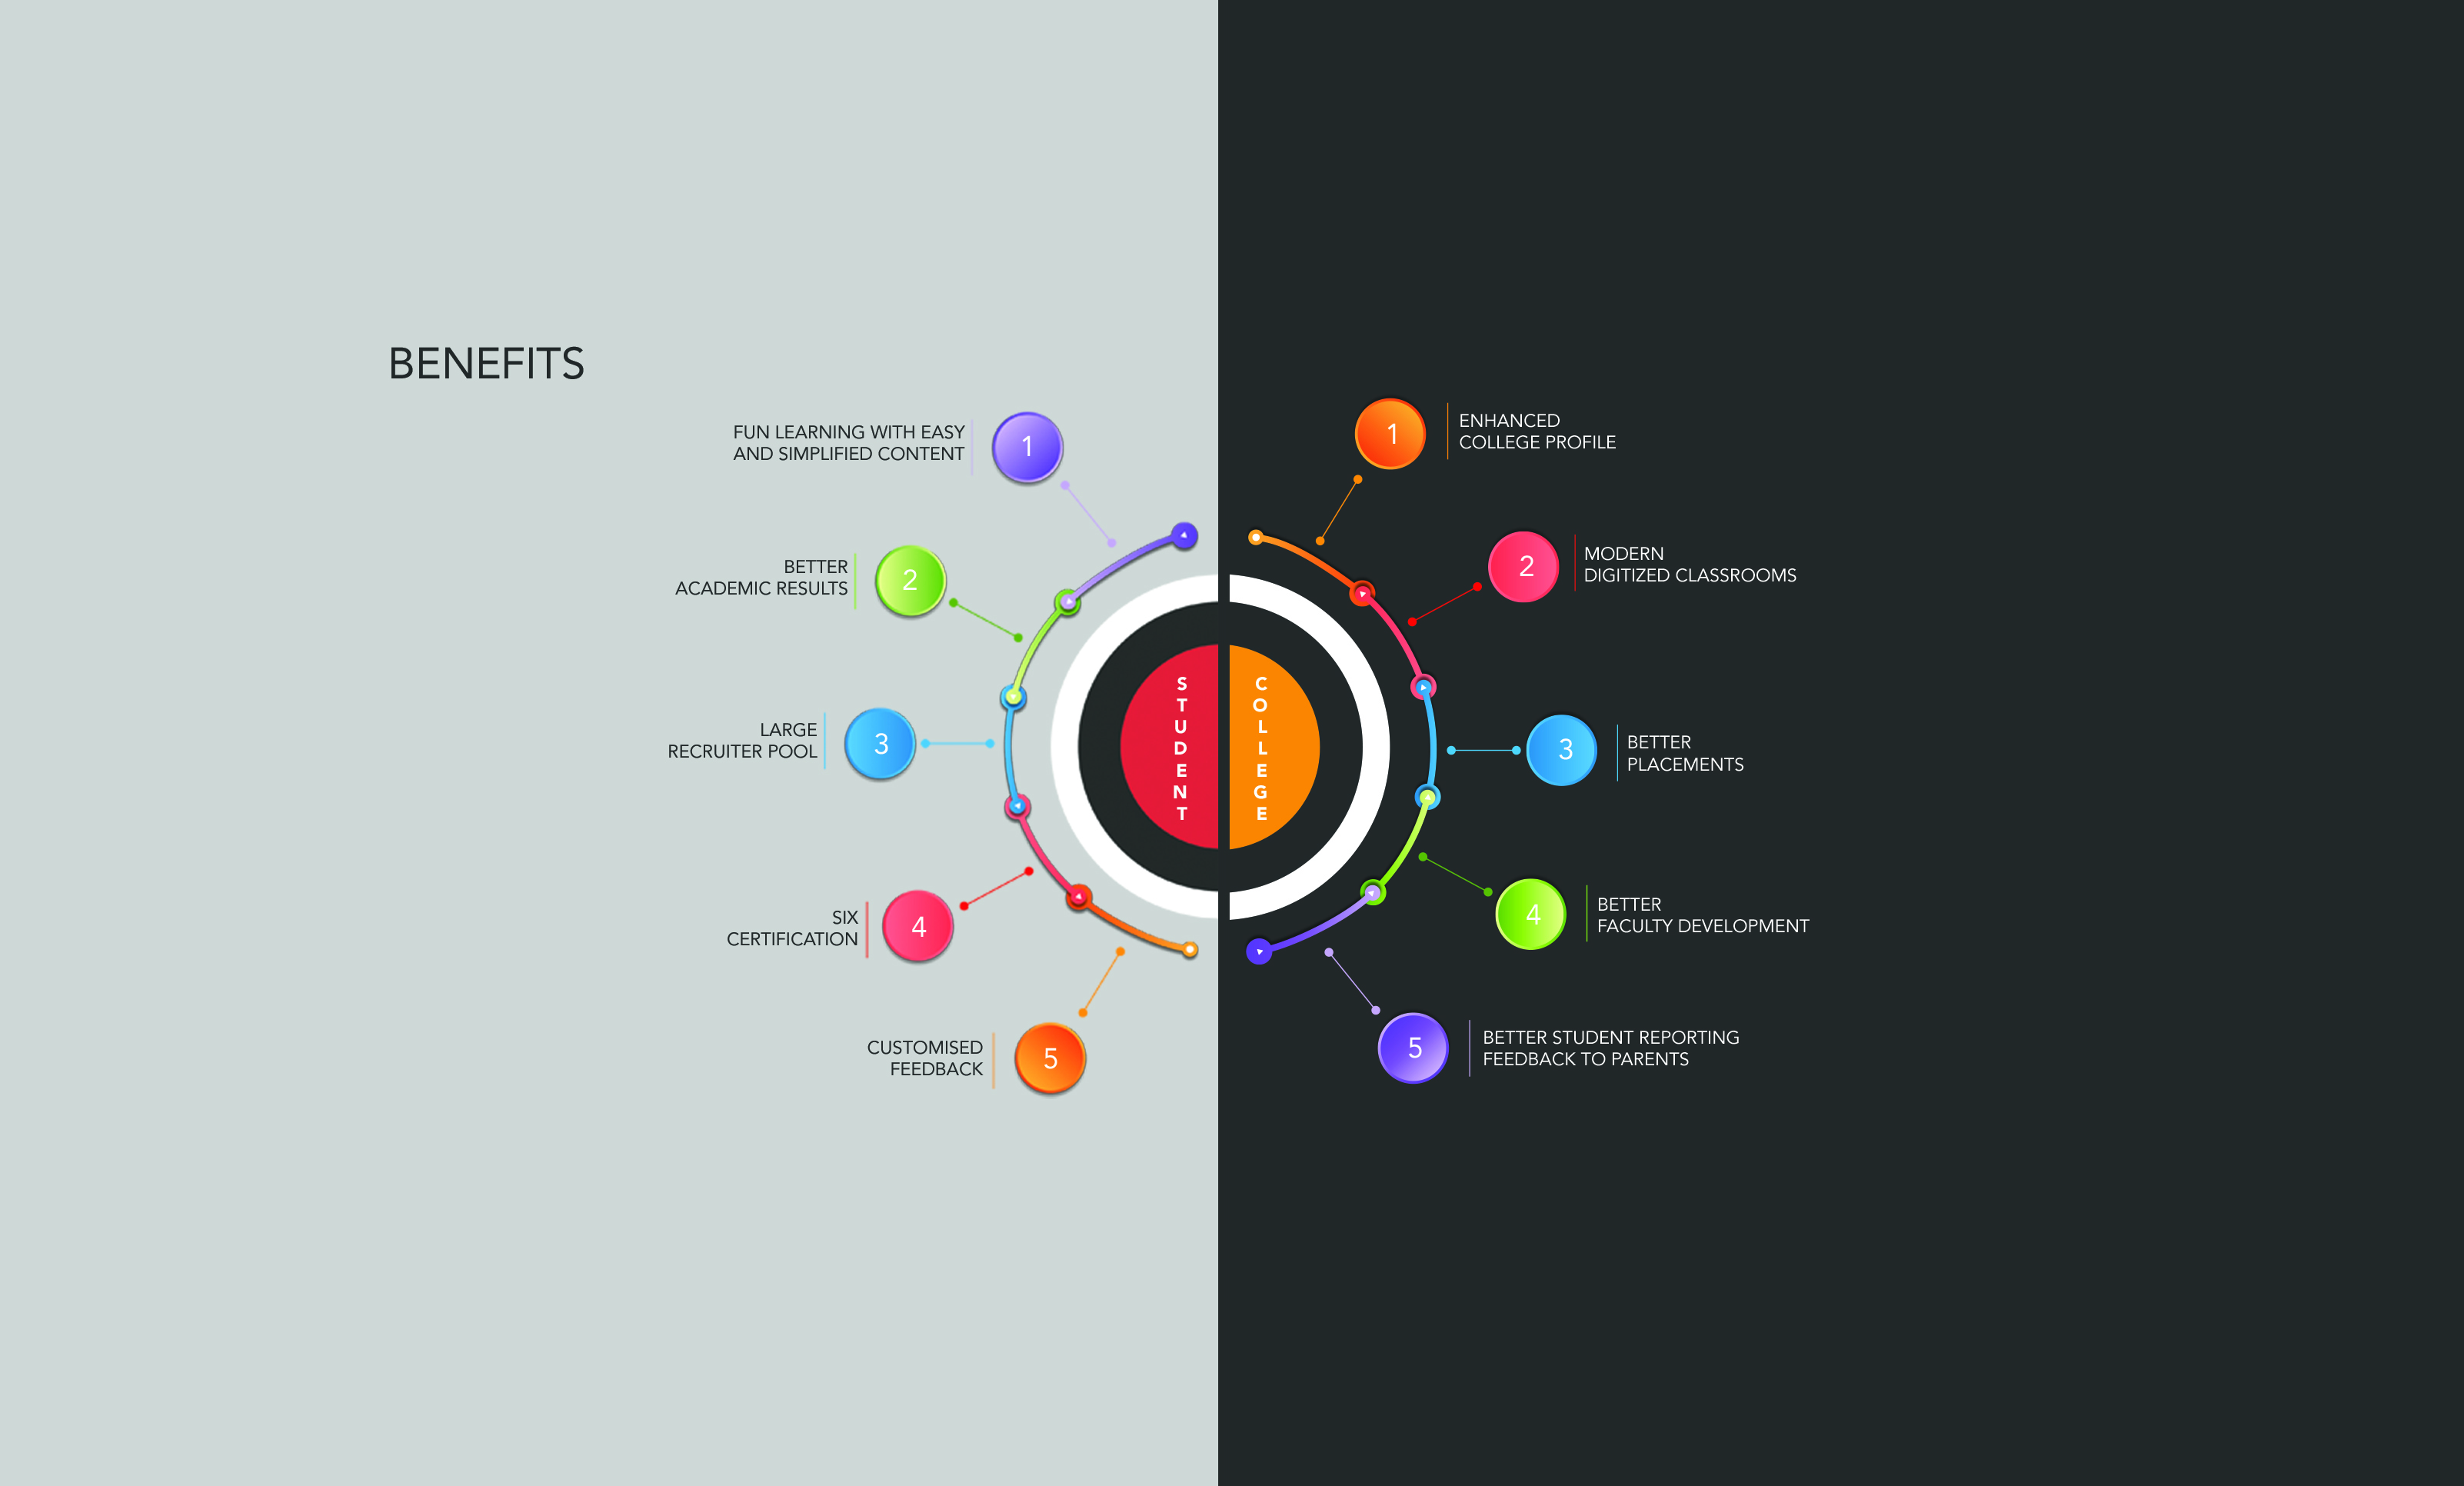 BENEFITS
1
FUN LEARNING WITH EASY
AND SIMPLIFIED CONTENT
2
BETTER
ACADEMIC RESULTS
3
LARGE
RECRUITER POOL
4
SIX
CERTIFICATION
5
CUSTOMISED
FEEDBACK
STUDENT
COLLEGE
1
ENHANCED
COLLEGE PROFILE
2
MODERN
DIGITIZED CLASSROOMS
3
BETTER
PLACEMENTS
4
BETTER
FACULTY DEVELOPMENT
5
BETTER STUDENT REPORTING
FEEDBACK TO PARENTS